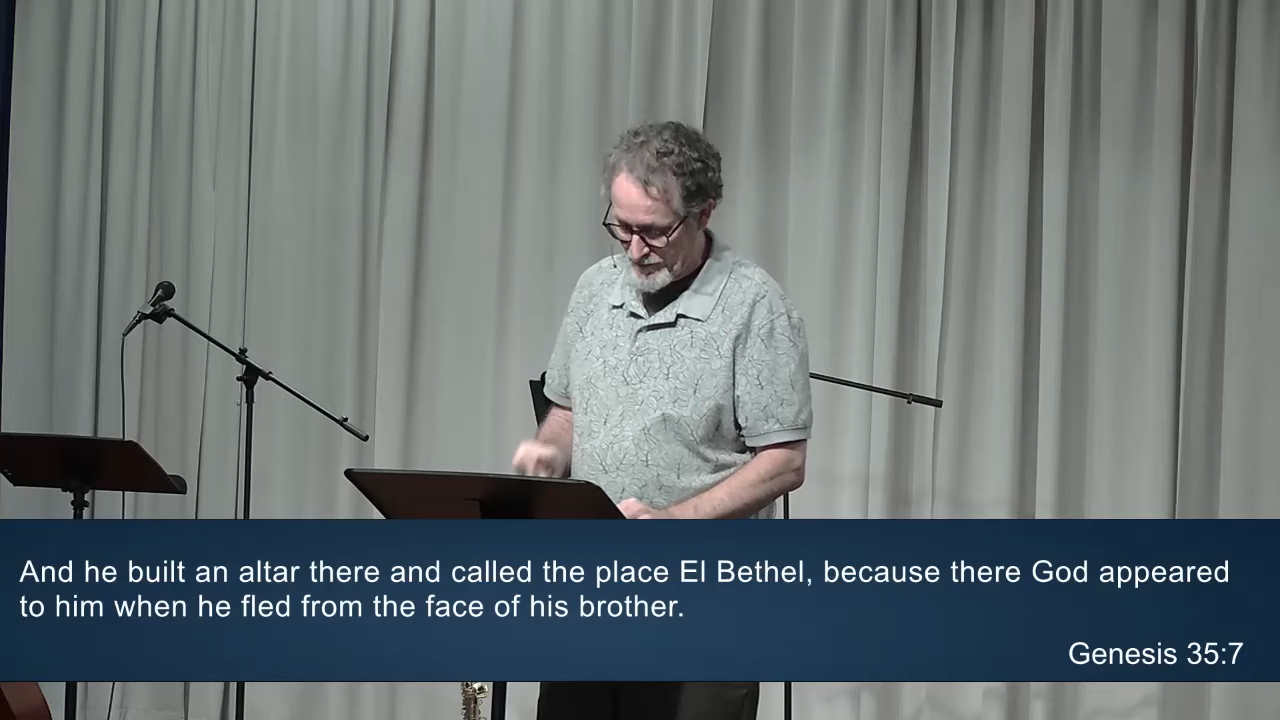 And he built an altar there and called the place El Bethel, because there God appeared
to him when he fled from the face of his brother.
Genesis 35:7